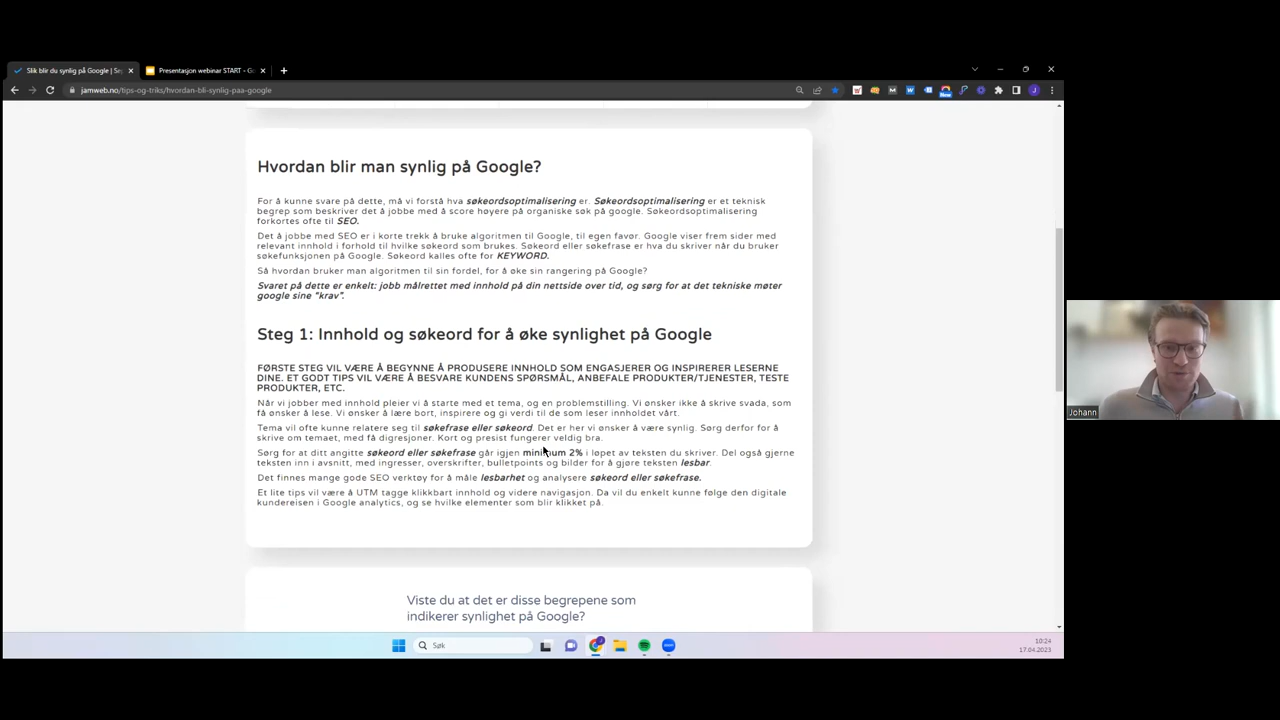 Slik blir du synlig på Google | Sø
Presentasjon webinar START - Go
jamweb.no/tips-og-triks/hvordan-bli-synlig-paa-google
Hvordan blir man synlig på Google?
For å kunne svare på dette, må vi forstå hva søkeordsoptimalisering er. Søkeordsoptimalisering er et teknisk
begrep som beskriver det å jobbe med å score høyere på organiske søk på google. Søkeordsoptimalisering
forkortes ofte til SEO.
Det å jobbe med SEO er i korte trekk å bruke algoritmen til Google, til egen favør. Google viser frem sider med
relevant innhold i forhold til hvilke søkeord som brukes. Søkeord eller søkefrase er hva du skriver når du bruker
søkefunksjonen på Google. Søkeord kalles ofte for KEYWORD.
Så hvordan bruker man algoritmen til sin fordel, for å øke sin rangering på Google?
Svaret på dette er enkelt: jobb målrettet med innhold på din nettside over tid, og sørg for at det tekniske møter
google sine "krav".
Steg 1: Innhold og søkeord for å øke synlighet på Google
FØRSTE STEG VIL VÆRE Å BEGYNNE Å PRODUSERE INNHOLD SOM ENGASJERER OG INSPIRERER LESERNE
DINE. ET GODT TIPS VIL VÆRE Å BESVARE KUNDENS SPØRSMÅL, ANBEFALE PRODUKTER/TJENESTER, TESTE
PRODUKTER, ETC.
Når vi jobber med innhold pleier vi å starte med et tema, og en problemstilling. Vi ønsker ikke å skrive svada, som
få ønsker å lese. Vi ønsker å lære bort, inspirere og gi verdi til de som leser innholdet vårt.
Tema vil ofte kunne relatere seg til søkefrase eller søkeord. Det er her vi ønsker å være synlig. Sørg derfor for å
skrive om temaet, med få digresjoner. Kort og presist fungerer veldig bra.
Sørg for at ditt angitte søkeord eller søkefrase går igjen minimum 2% i løpet av teksten du skriver. Del også gjerne
teksten inn i avsnitt, med ingresser, overskrifter, bulletpoints og bilder for å gjøre teksten lesbar.
Det finnes mange gode SEO verktøy for å måle lesbarhet og analysere søkeord eller søkefrase.
Et lite tips vil være å UTM tagge klikkbart innhold og videre navigasjon. Da vil du enkelt kunne følge den digitale
kundereisen i Google analytics, og se hvilke elementer som blir klikket på.
Viste du at det er disse begrepene som
indikerer synlighet på Google?
Johann
Søk
10:24
17.04.2023